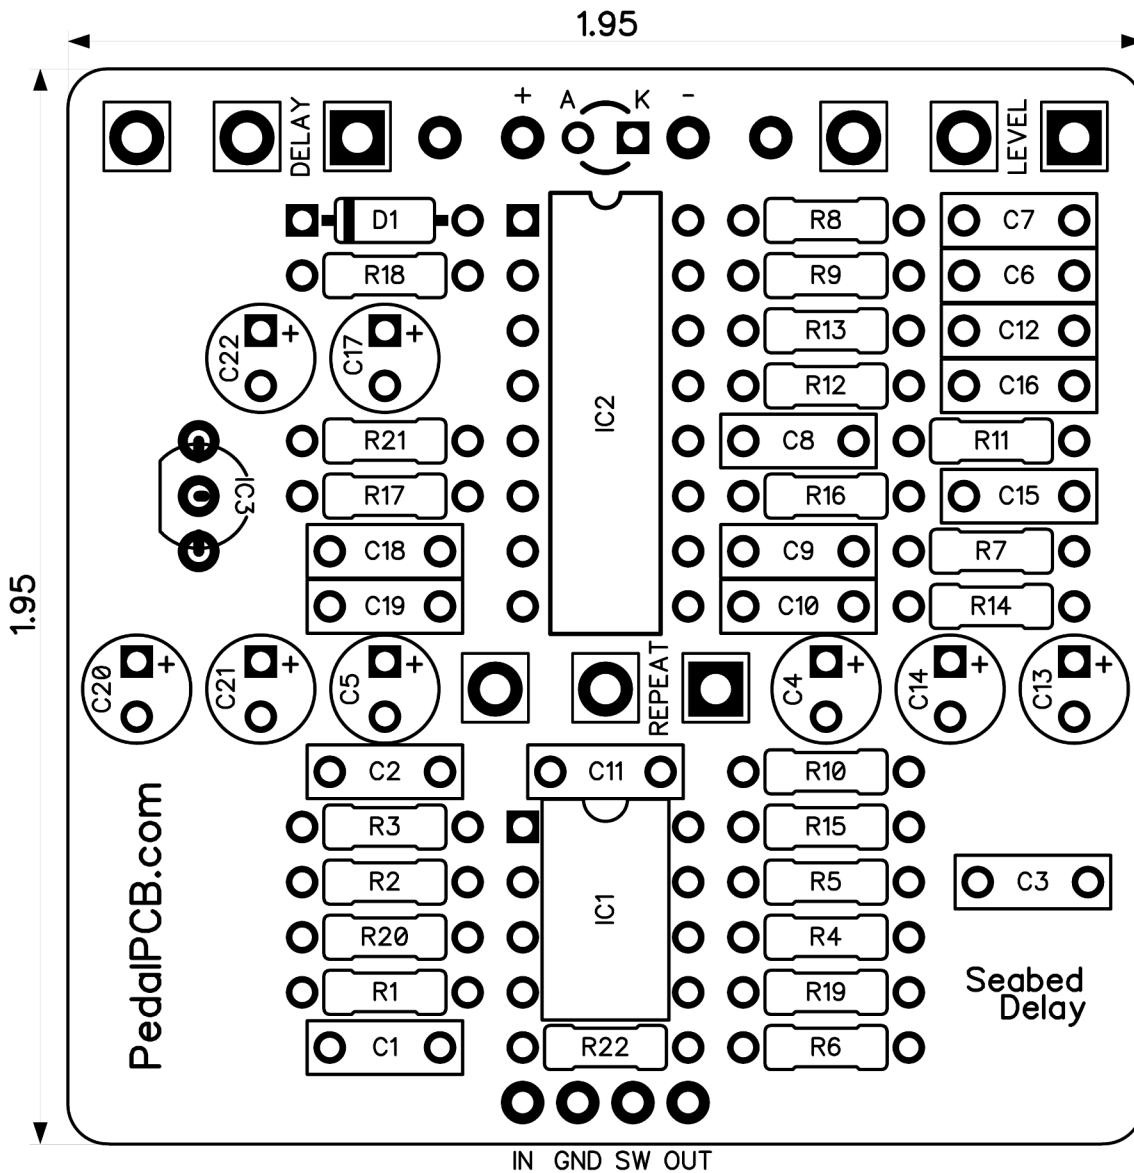 1.95
+ A K -
DELAY
LEVEL
D1 R8 C7
R18 R9 C6
C22 + C17 + R13 C12
R12 C16
IC2
R21 C8 R11
IC3 R17 R16 C15
C18 C9 R7
1.95
C19 C10 R14
C20 + C21 + C5 + REPEAT C4 + C14 + C13 +
C2 C11 R10
R3 R15
R2 R5 C3
IC1
R20 R4
PedalPCB.com
R1 R19
Seabed
Delay
C1 R22 R6
IN GND SW OUT